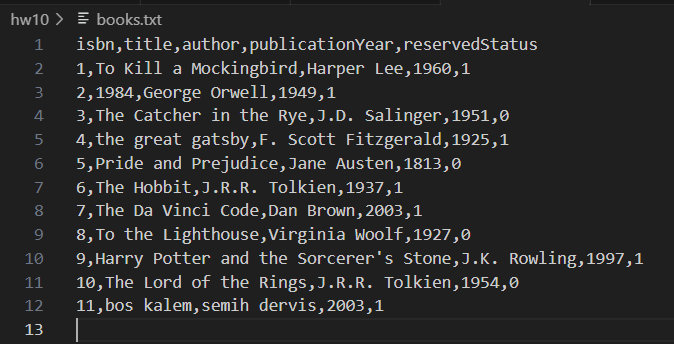 hw10 > books.txt
1 isbn,title,author,publicationYear,reservedStatus
2 1,To Kill a Mockingbird,Harper Lee,1960,1
3 2,1984,George Orwell,1949,1
4 3,The Catcher in the Rye,J.D. Salinger,1951,0
5 4,the great gatsby,F. Scott Fitzgerald,1925,1
6 5,Pride and Prejudice,Jane Austen,1813,0
7 6,The Hobbit,J.R.R. Tolkien,1937,1
8 7,The Da Vinci Code,Dan Brown,2003,1
9 8,To the Lighthouse,Virginia Woolf,1927,0
10 9,Harry Potter and the Sorcerer's Stone,J.K. Rowling,1997,1
11 10,The Lord of the Rings,J.R.R. Tolkien,1954,0
12 11,bos kalem,semih dervis,2003,1
13